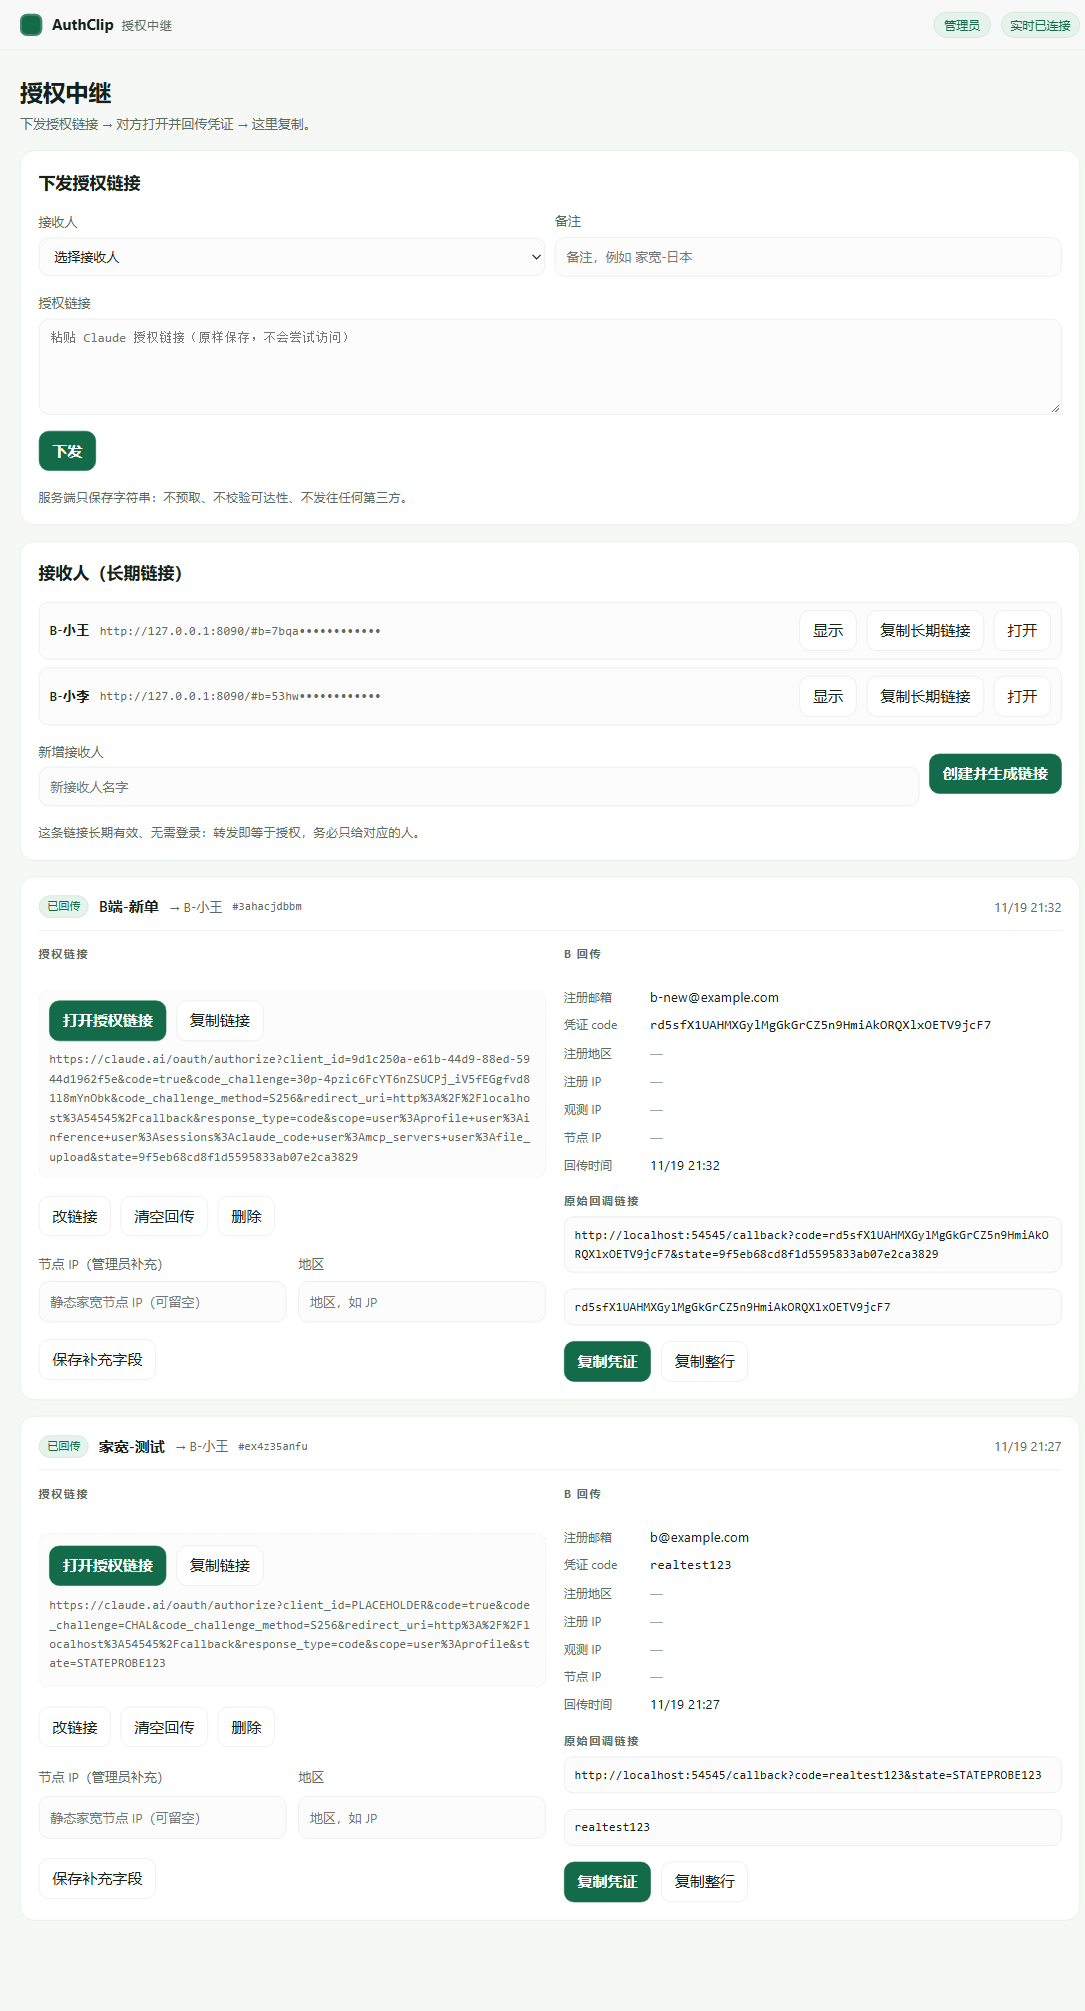 AuthClip 授权中继
管理员
实时已连接
授权中继
下发授权链接 → 对方打开并回传凭证 → 这里复制。
下发授权链接
接收人
备注
选择接收人
备注，例如 家宽-日本
授权链接
粘贴 Claude 授权链接（原样保存，不会尝试访问）
下发
服务端只保存字符串：不预取、不校验可达性、不发往任何第三方。
接收人（长期链接）
B-小王 http://127.0.0.1:8090/#b=7bqa••••••••••••
显示
复制长期链接
打开
B-小李 http://127.0.0.1:8090/#b=53hw••••••••••••
显示
复制长期链接
打开
新增接收人
新接收人名字
创建并生成链接
这条链接长期有效、无需登录：转发即等于授权，务必只给对应的人。
已回传 B端-新单 → B-小王 #3ahacjdbbm
11/19 21:32
授权链接
打开授权链接
复制链接
https://claude.ai/oauth/authorize?client_id=9d1c250a-e61b-44d9-88ed-59
44d1962f5e&code=true&code_challenge=30p-4pzic6FcYT6nZSUCPj_iV5fEGgfvd8
1l8mYnObk&code_challenge_method=S256&redirect_uri=http%3A%2F%2Flocalho
st%3A54545%2Fcallback&response_type=code&scope=user%3Aprofile+user%3Ai
nference+user%3Asessions%3Aclaude_code+user%3Amcp_servers+user%3Afile_
upload&state=9f5eb68cd8f1d5595833ab07e2ca3829
改链接
清空回传
删除
节点 IP（管理员补充）
地区
静态家宽节点 IP（可留空）
地区，如 JP
保存补充字段
B 回传
注册邮箱 b-new@example.com
凭证 code rd5sfX1UAHMXGylMgGkGrCZ5n9HmiAkORQXlxOETV9jcF7
注册地区 —
注册 IP —
观测 IP —
节点 IP —
回传时间 11/19 21:32
原始回调链接
http://localhost:54545/callback?code=rd5sfX1UAHMXGylMgGkGrCZ5n9HmiAkO
RQXlxOETV9jcF7&state=9f5eb68cd8f1d5595833ab07e2ca3829
rd5sfX1UAHMXGylMgGkGrCZ5n9HmiAkORQXlxOETV9jcF7
复制凭证
复制整行
已回传 家宽-测试 → B-小王 #ex4z35anfu
11/19 21:27
授权链接
打开授权链接
复制链接
https://claude.ai/oauth/authorize?client_id=PLACEHOLDER&code=true&code
_challenge=CHAL&code_challenge_method=S256&redirect_uri=http%3A%2F%2Fl
ocalhost%3A54545%2Fcallback&response_type=code&scope=user%3Aprofile&st
ate=STATEPROBE123
改链接
清空回传
删除
节点 IP（管理员补充）
地区
静态家宽节点 IP（可留空）
地区，如 JP
保存补充字段
B 回传
注册邮箱 b@example.com
凭证 code realtest123
注册地区 —
注册 IP —
观测 IP —
节点 IP —
回传时间 11/19 21:27
原始回调链接
http://localhost:54545/callback?code=realtest123&state=STATEPROBE123
realtest123
复制凭证
复制整行